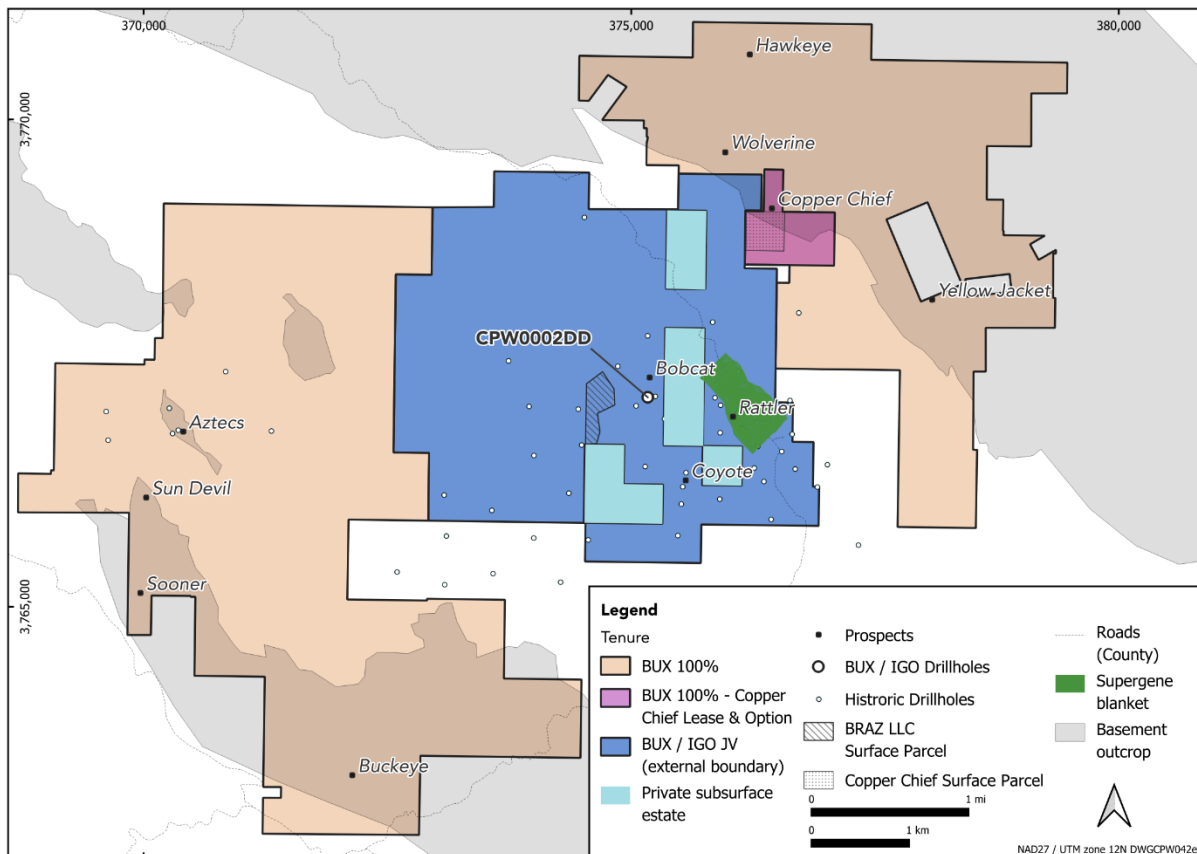 370,000
375,000
380,000
3,770,000
3,765,000
Hawkeye
Wolverine
Copper Chief
Yellow Jacket
CPW0002DD
Bobcat
Rattler
Aztecs
Coyote
Sun Devil
Sooner
Buckeye
Legend
Tenure
BUX 100%
BUX 100% - Copper
Chief Lease & Option
BUX / IGO JV
(external boundary)
Private subsurface
estate
Prospects
BUX / IGO Drillholes
Historic Drillholes
BRAZ LLC
Surface Parcel
Copper Chief Surface Parcel
0 1 mi
0 1 km
Roads
(County)
Supergene
blanket
Basement
outcrop
NAD27 / UTM zone 12N DWGCPW042e